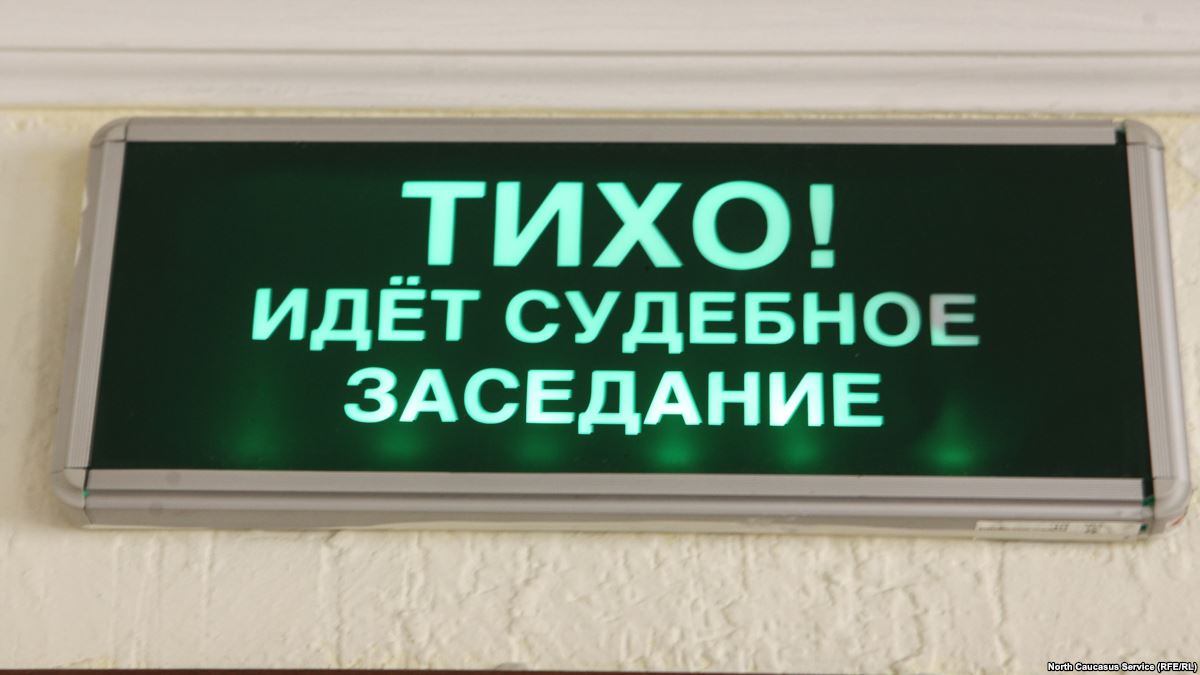 ТИХО!
ИДЁТ СУДЕБНОЕ
ЗАСЕДАНИЕ
North Caucasus Service (RFE/RL)